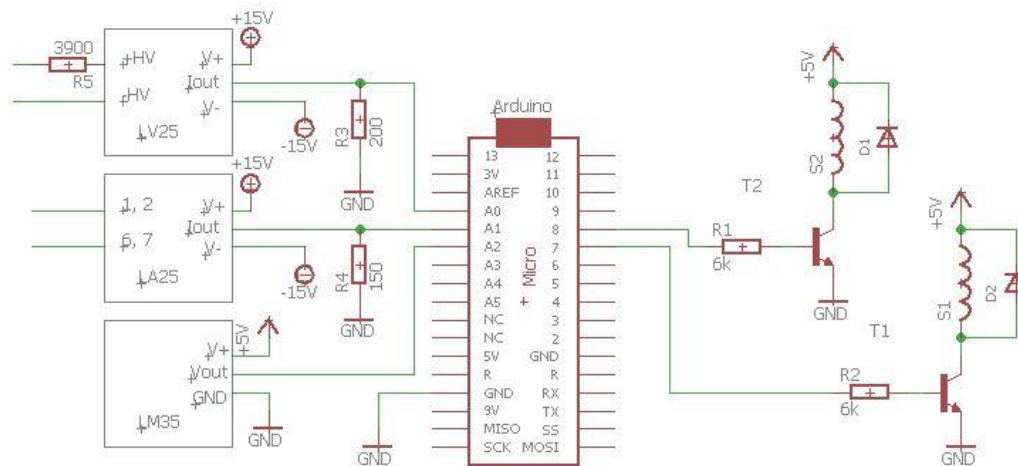 +15V
3900
R5
+HV
-HV
V+
Iout
V-
LV25
-15V
R3
200
GND
+15V
1, 2
6, 7
V+
Iout
V-
LA25
-15V
R4
150
GND
+5V
V+
Vout
GND
LM35
GND
GND
Arduino
Micro
13
3V
AREF
A0
A1
A2
A3
A4
A5
NC
NC
5V
R
GND
9V
MISO
SCK
12
11
10
9
8
7
6
5
4
3
2
GND
R
RX
TX
SS
MOSI
T2
R1
6k
+5V
S2
D1
GND
T1
R2
6k
+5V
S1
D2
GND